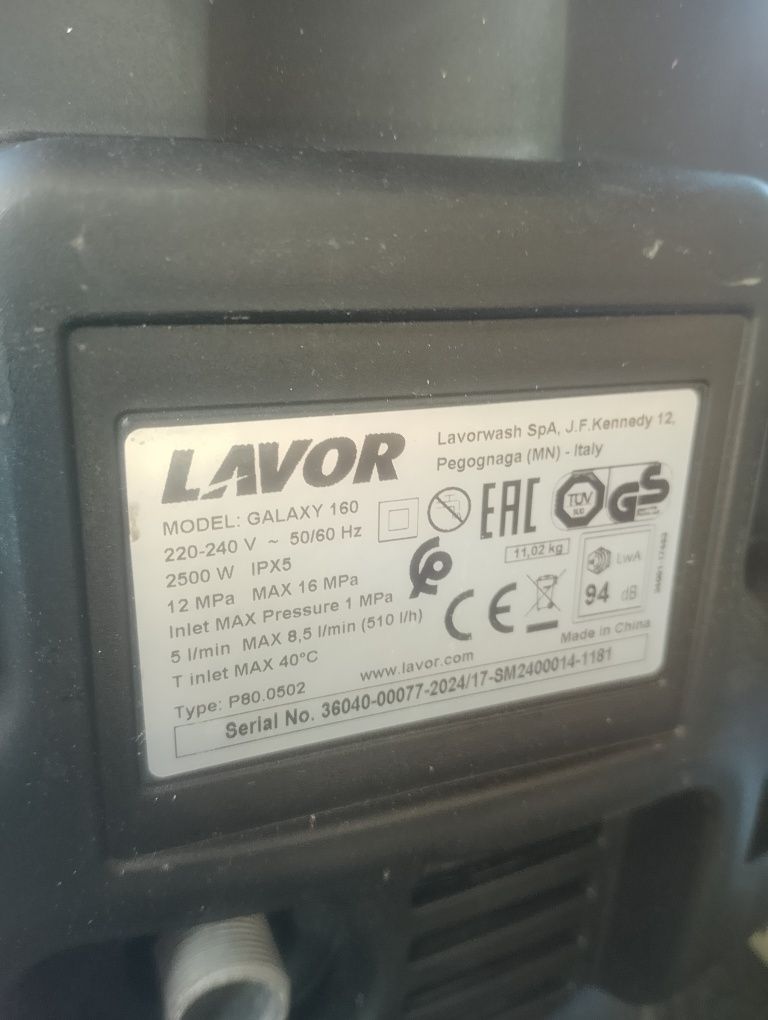 LAVOR
Lavorwash SpA, J.F.Kennedy 12,
Pegognaga (MN) - Italy
MODEL: GALAXY 160
220-240 V ~ 50/60 Hz
2500 W IPX5
12 MPa MAX 16 MPa
Inlet MAX Pressure 1 MPa
5 l/min MAX 8,5 l/min (510 l/h)
T inlet MAX 40°C
Type: P80.0502
www.lavor.com
EAC
TÜV
SÜD
GS
11,02 kg
CE
LwA
94 dB
Made in China
Serial No. 36040-00077-2024/17-SM2400014-1181